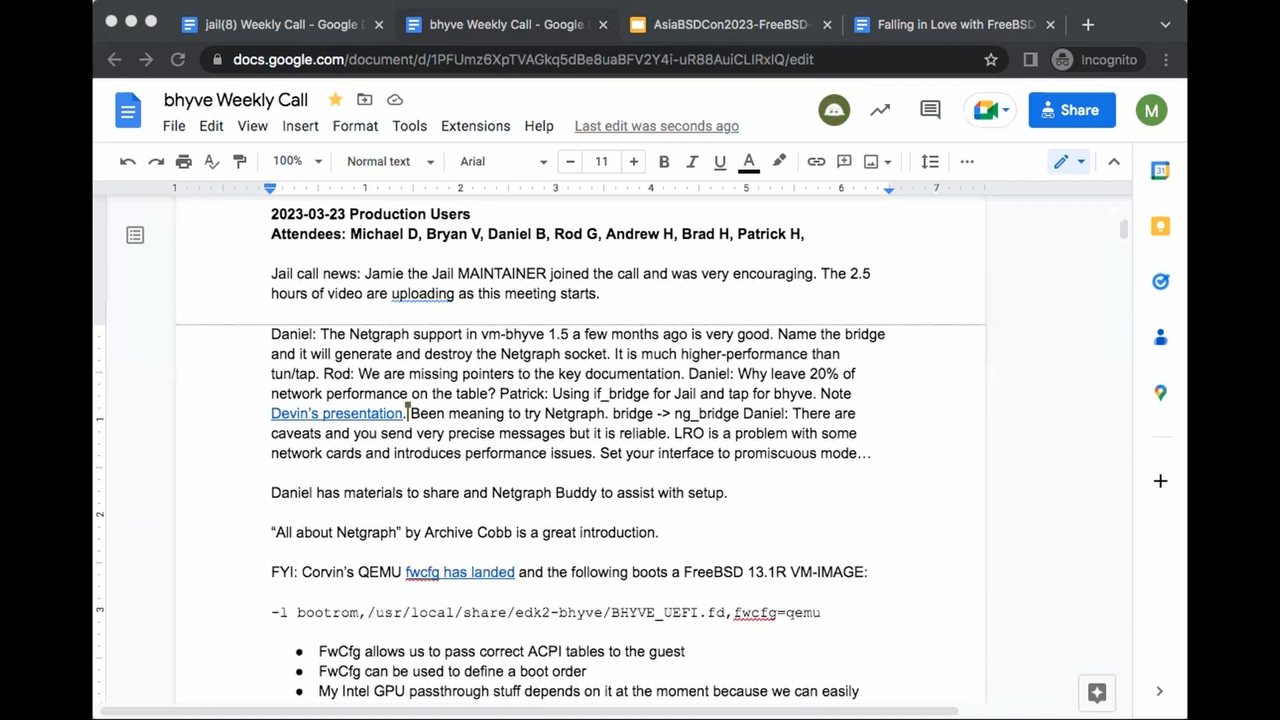 jail(8) Weekly Call - Google
bhyve Weekly Call - Google
AsiaBSDCon2023-FreeBSD-
Falling in Love with FreeBSD
docs.google.com/document/d/1PFUmz6XpTVAGkq5dBe8uaBFV2Y4i-uR88AuiCLIRxIQ/edit
Incognito
bhyve Weekly Call
File Edit View Insert Format Tools Extensions Help Last edit was seconds ago
Share
M
100% Normal text Arial 11 B I U A
1 1 2 3 4 5 6 7
2023-03-23 Production Users
Attendees: Michael D, Bryan V, Daniel B, Rod G, Andrew H, Brad H, Patrick H,
Jail call news: Jamie the Jail MAINTAINER joined the call and was very encouraging. The 2.5
hours of video are uploading as this meeting starts.
Daniel: The Netgraph support in vm-bhyve 1.5 a few months ago is very good. Name the bridge
and it will generate and destroy the Netgraph socket. It is much higher-performance than
tun/tap. Rod: We are missing pointers to the key documentation. Daniel: Why leave 20% of
network performance on the table? Patrick: Using if_bridge for Jail and tap for bhyve. Note
Devin's presentation. Been meaning to try Netgraph. bridge -> ng_bridge Daniel: There are
caveats and you send very precise messages but it is reliable. LRO is a problem with some
network cards and introduces performance issues. Set your interface to promiscuous mode…
Daniel has materials to share and Netgraph Buddy to assist with setup.
“All about Netgraph” by Archive Cobb is a great introduction.
FYI: Corvin's QEMU fwcfg has landed and the following boots a FreeBSD 13.1R VM-IMAGE:
-l bootrom,/usr/local/share/edk2-bhyve/BHYVE_UEFI.fd,fwcfg=qemu
● FwCfg allows us to pass correct ACPI tables to the guest
● FwCfg can be used to define a boot order
● My Intel GPU passthrough stuff depends on it at the moment because we can easily
1
2
3
31